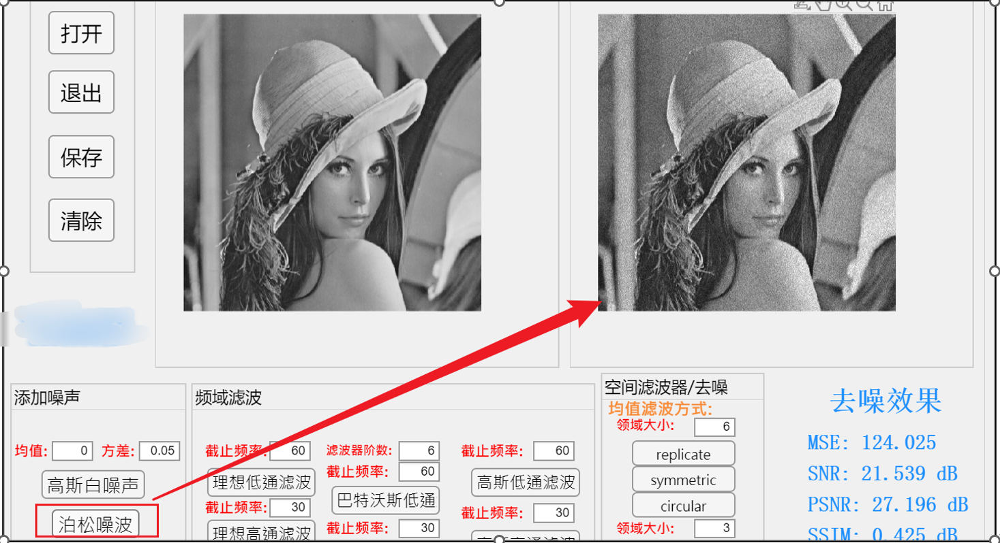 打开
退出
保存
清除
添加噪声
均值: 0 方差: 0.05
高斯白噪声
泊松噪波
频域滤波
截止频率: 60
理想低通滤波
截止频率: 30
理想高通滤波
滤波器阶数: 6
截止频率: 60
巴特沃斯低通
截止频率: 30
截止频率: 60
高斯低通滤波
截止频率: 30
高斯高通滤波
空间滤波器/去噪
均值滤波方式:
领域大小: 6
replicate
symmetric
circular
领域大小: 3
去噪效果
MSE: 124.025
SNR: 21.539 dB
PSNR: 27.196 dB
SSIM: 0.425 dB